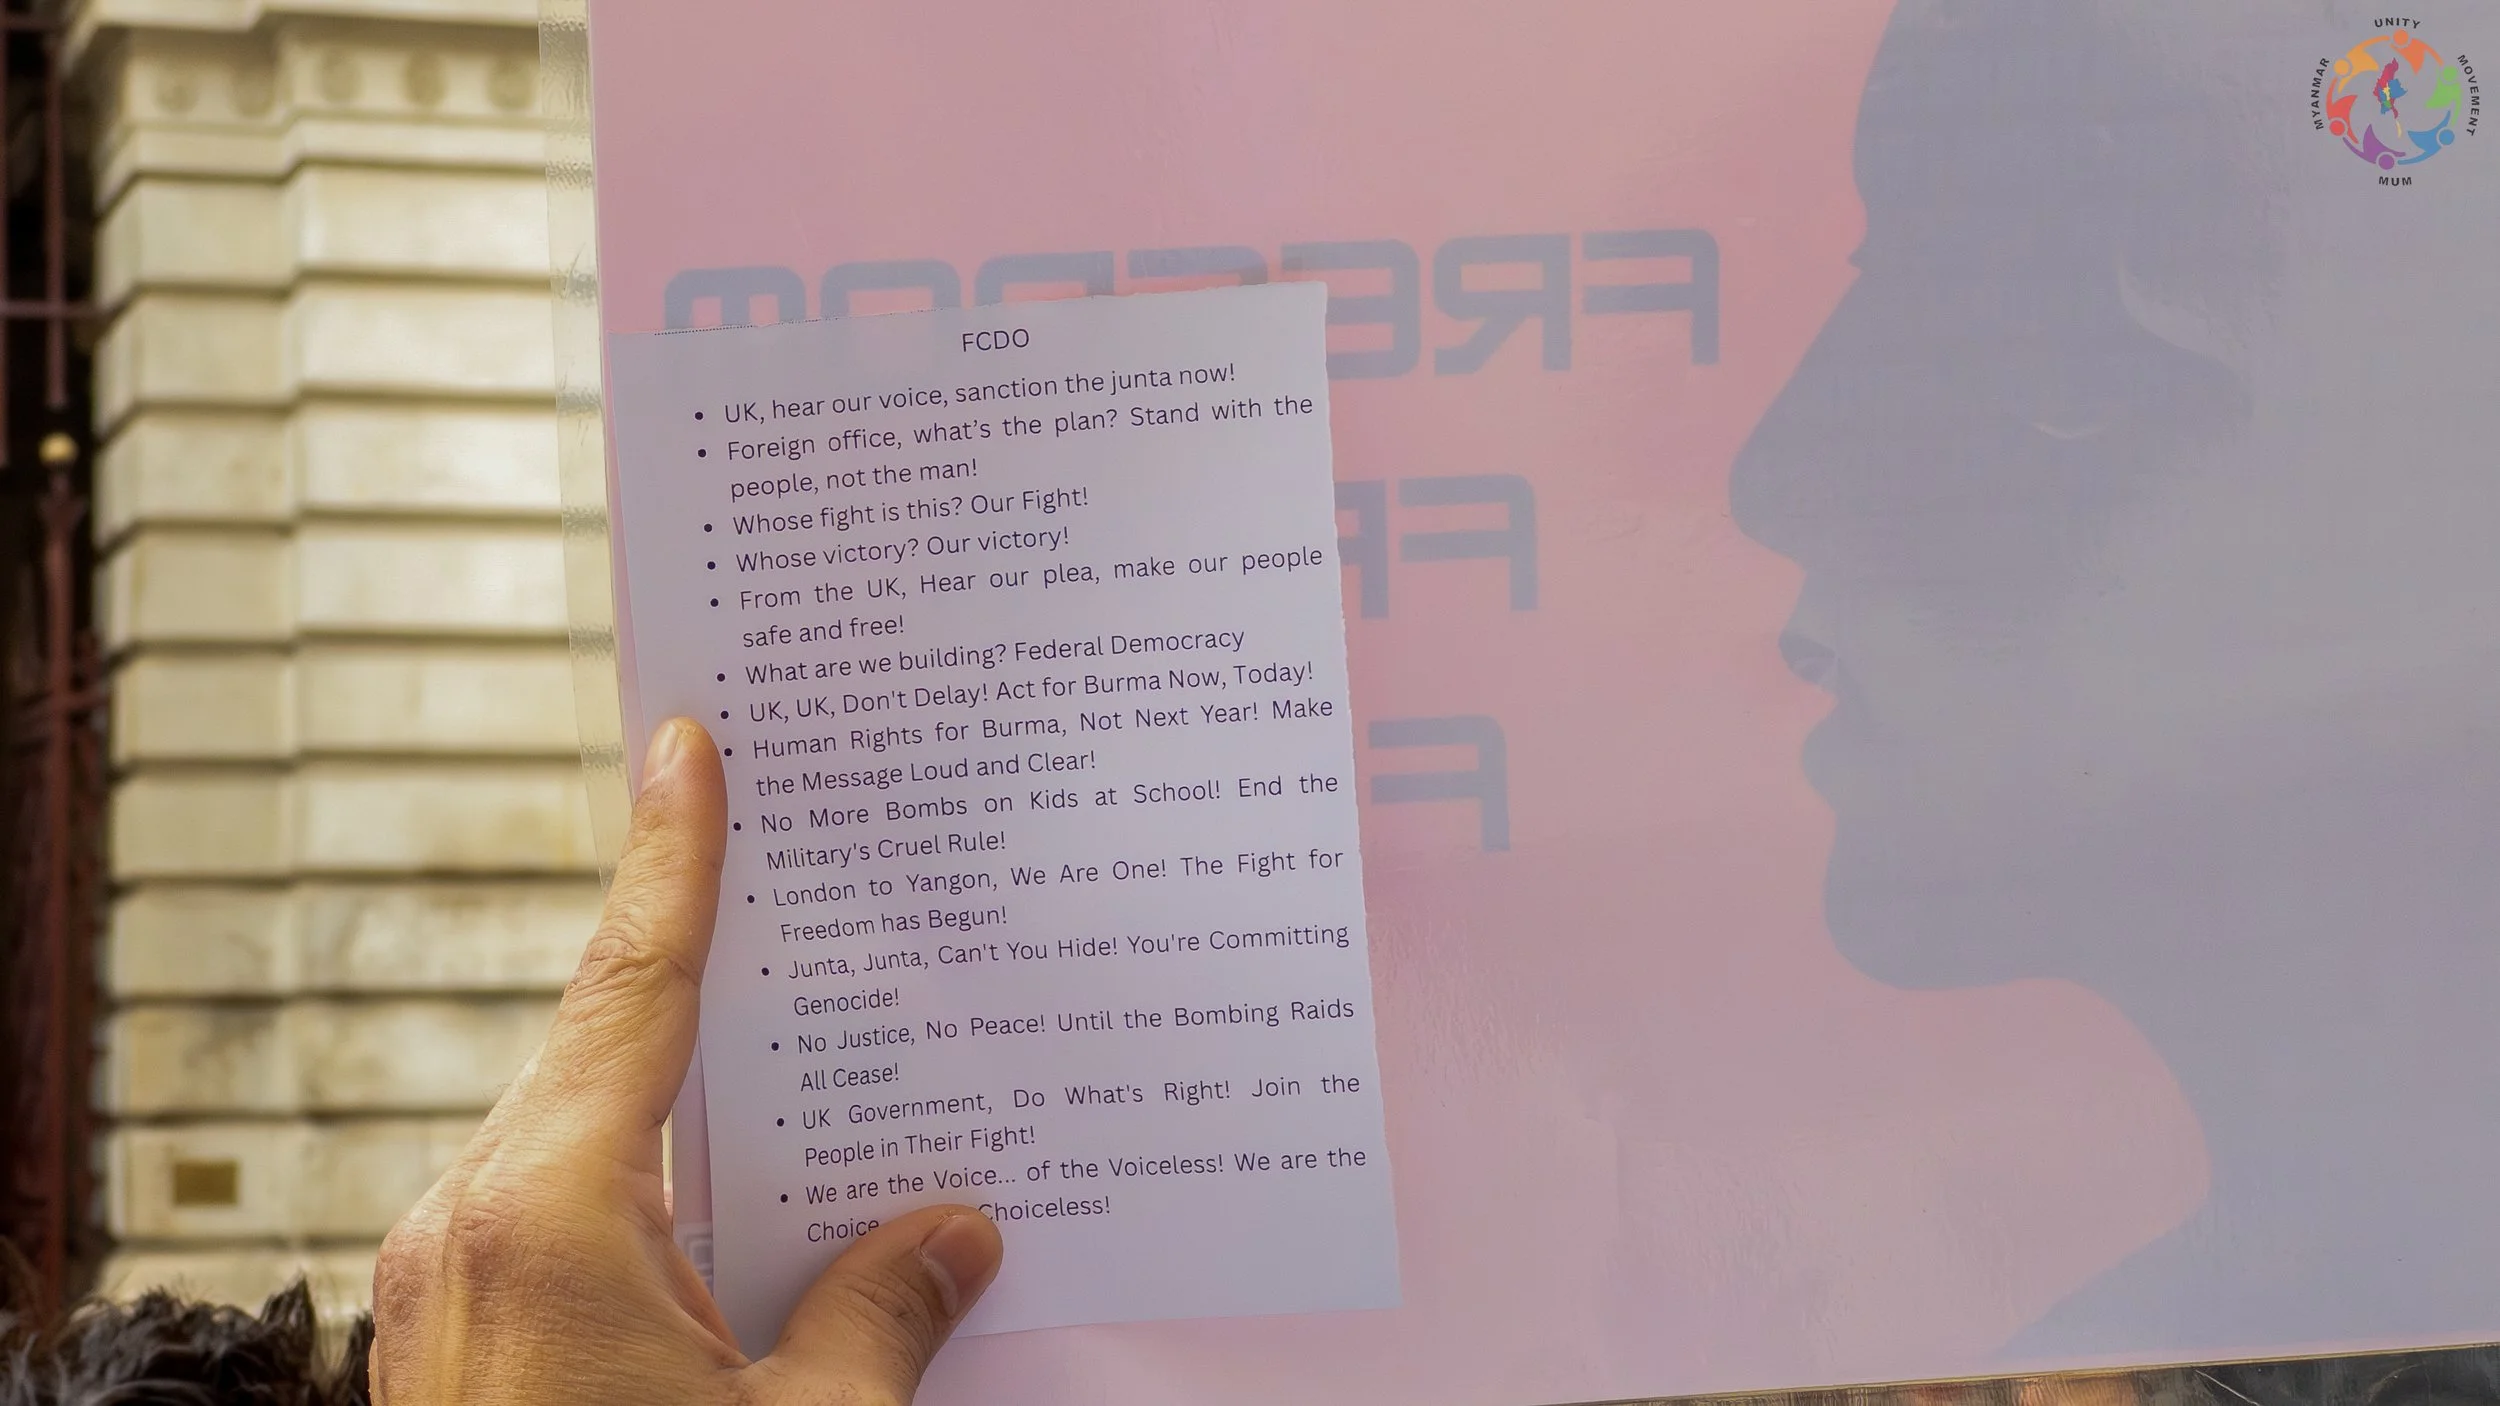 UNITY
MYANMAR
MOVEMENT
MUM
FREEDOM
FCDO
• UK, hear our voice, sanction the junta now!
• Foreign office, what's the plan? Stand with the
people, not the man!
• Whose fight is this? Our Fight!
• Whose victory? Our victory!
• From the UK, Hear our plea, make our people
safe and free!
• What are we building? Federal Democracy
• UK, UK, Don't Delay! Act for Burma Now, Today!
• Human Rights for Burma, Not Next Year! Make
the Message Loud and Clear!
• No More Bombs on Kids at School! End the
Military's Cruel Rule!
• London to Yangon, We Are One! The Fight for
Freedom has Begun!
• Junta, Junta, Can't You Hide! You're Committing
Genocide!
• No Justice, No Peace! Until the Bombing Raids
All Cease!
• UK Government, Do What's Right! Join the
People in Their Fight!
• We are the Voice... of the Voiceless! We are the
Choice Choiceless!